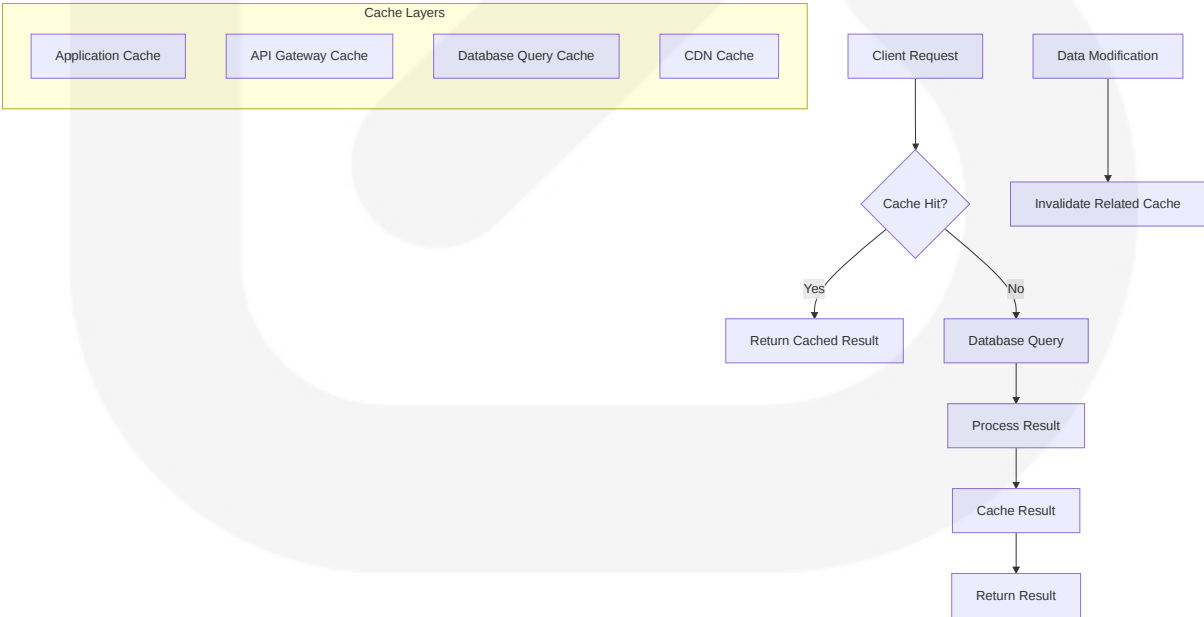 Cache Layers
Application Cache
API Gateway Cache
Database Query Cache
CDN Cache
Client Request
Data Modification
Cache Hit?
Invalidate Related Cache
Yes
No
Return Cached Result
Database Query
Process Result
Cache Result
Return Result